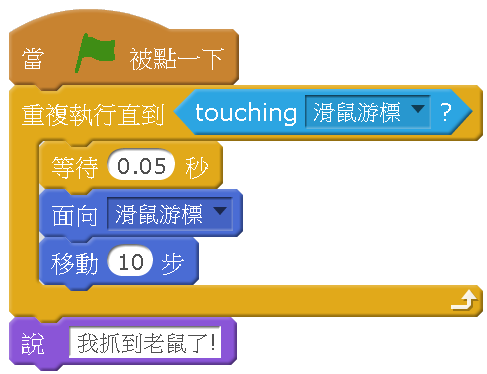 當 被點一下
重複執行直到 touching 滑鼠游標 ?
等待 0.05 秒
面向 滑鼠游標
移動 10 步
說 我抓到老鼠了!